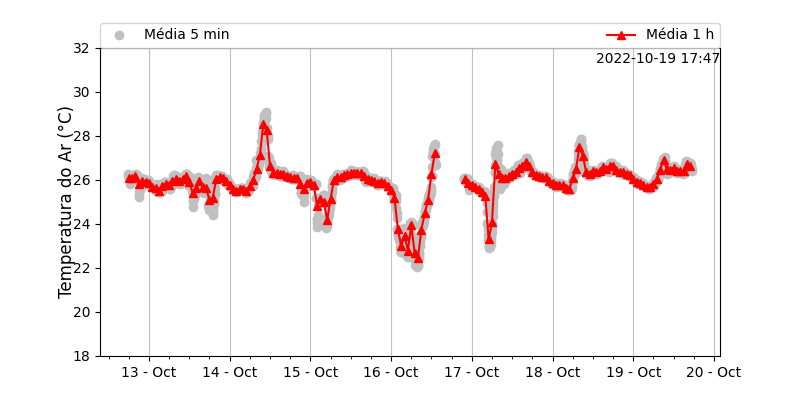 Média 5 min
Média 1 h
2022-10-19 17:47
Temperatura do Ar (°C)
32
30
28
26
24
22
20
18
13 - Oct
14 - Oct
15 - Oct
16 - Oct
17 - Oct
18 - Oct
19 - Oct
20 - Oct